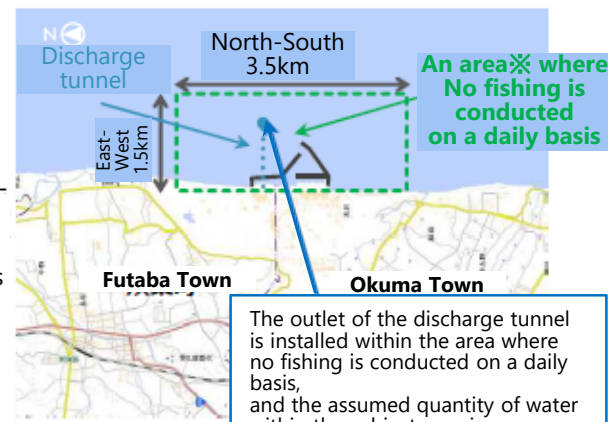 N
Discharge
tunnel
North-South
3.5km
East-
West
1.5km
An area※ where
No fishing is
conducted
on a daily basis
s
Futaba Town
Okuma Town
The outlet of the discharge tunnel
is installed within the area where
no fishing is conducted on a daily
basis,
and the assumed quantity of water